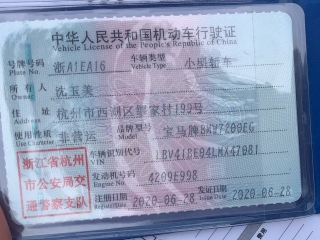 中华人民共和国机动车行驶证
Vehicle License of the People's Republic of China
号牌号码 浙A1EA16 车辆类型 小型轿车
Plate No. Vehicle Type
所有人 沈玉美
Owner
住址 杭州市西湖区 家村199号
Address
使用性质 非营运 品牌型号 宝马牌BMW7200EG
Use Character Model
浙江省杭州
市公安局交
通警察支队
车辆识别代号 LBV41BE04LMX47081
VIN
发动机号码 4209E998
Engine No.
注册日期 2020-06-28 发证日期 2020-06-28
Register Date Issue Date